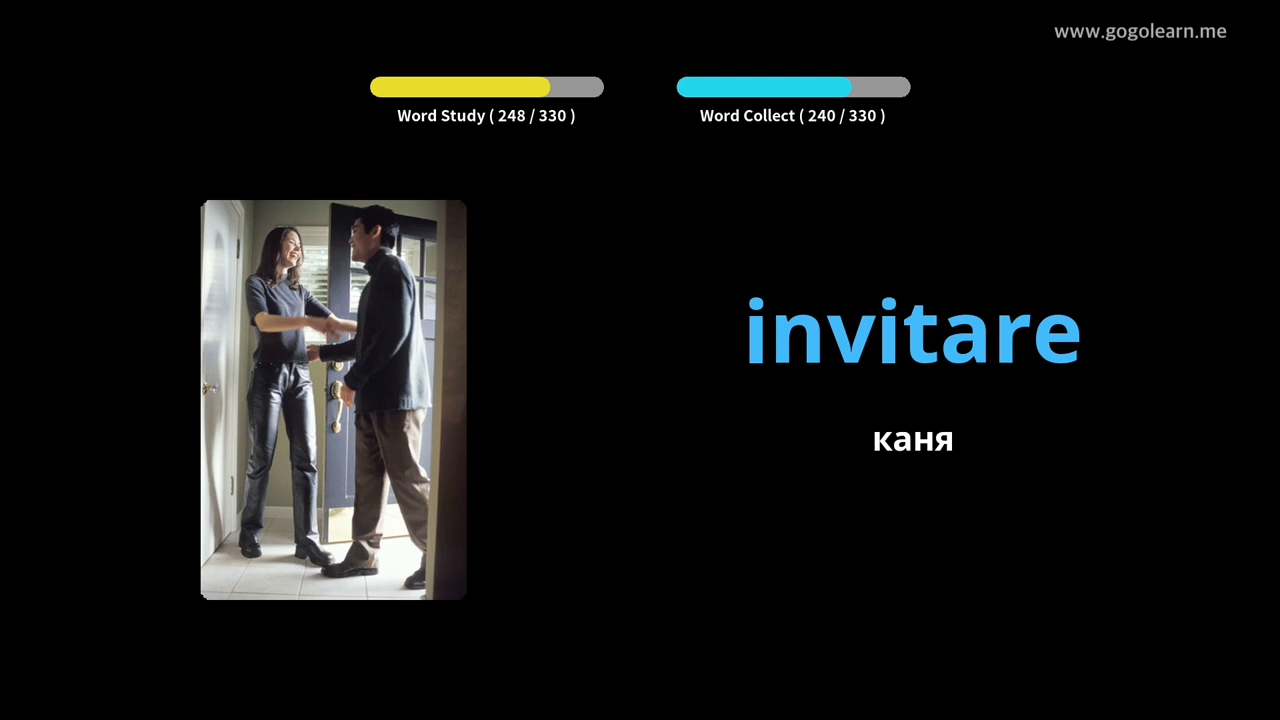 www.gogolearn.me
Word Study ( 248 / 330 )
Word Collect ( 240 / 330 )
invitare
каня